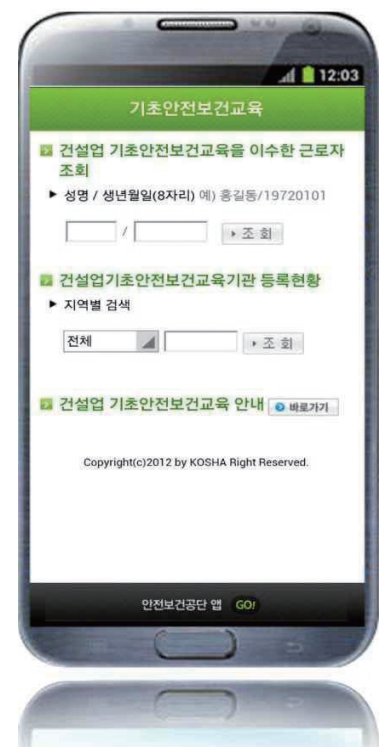 12:03
기초안전보건교육
건설업 기초안전보건교육을 이수한 근로자
조회
▶ 성명 / 생년월일(8자리) 예) 홍길동/19720101
/ 조 회
건설업기초안전보건교육기관 등록현황
▶ 지역별 검색
전체 조 회
건설업 기초안전보건교육 안내 바로가기
Copyright(c)2012 by KOSHA Right Reserved.
안전보건공단 앱 GO!